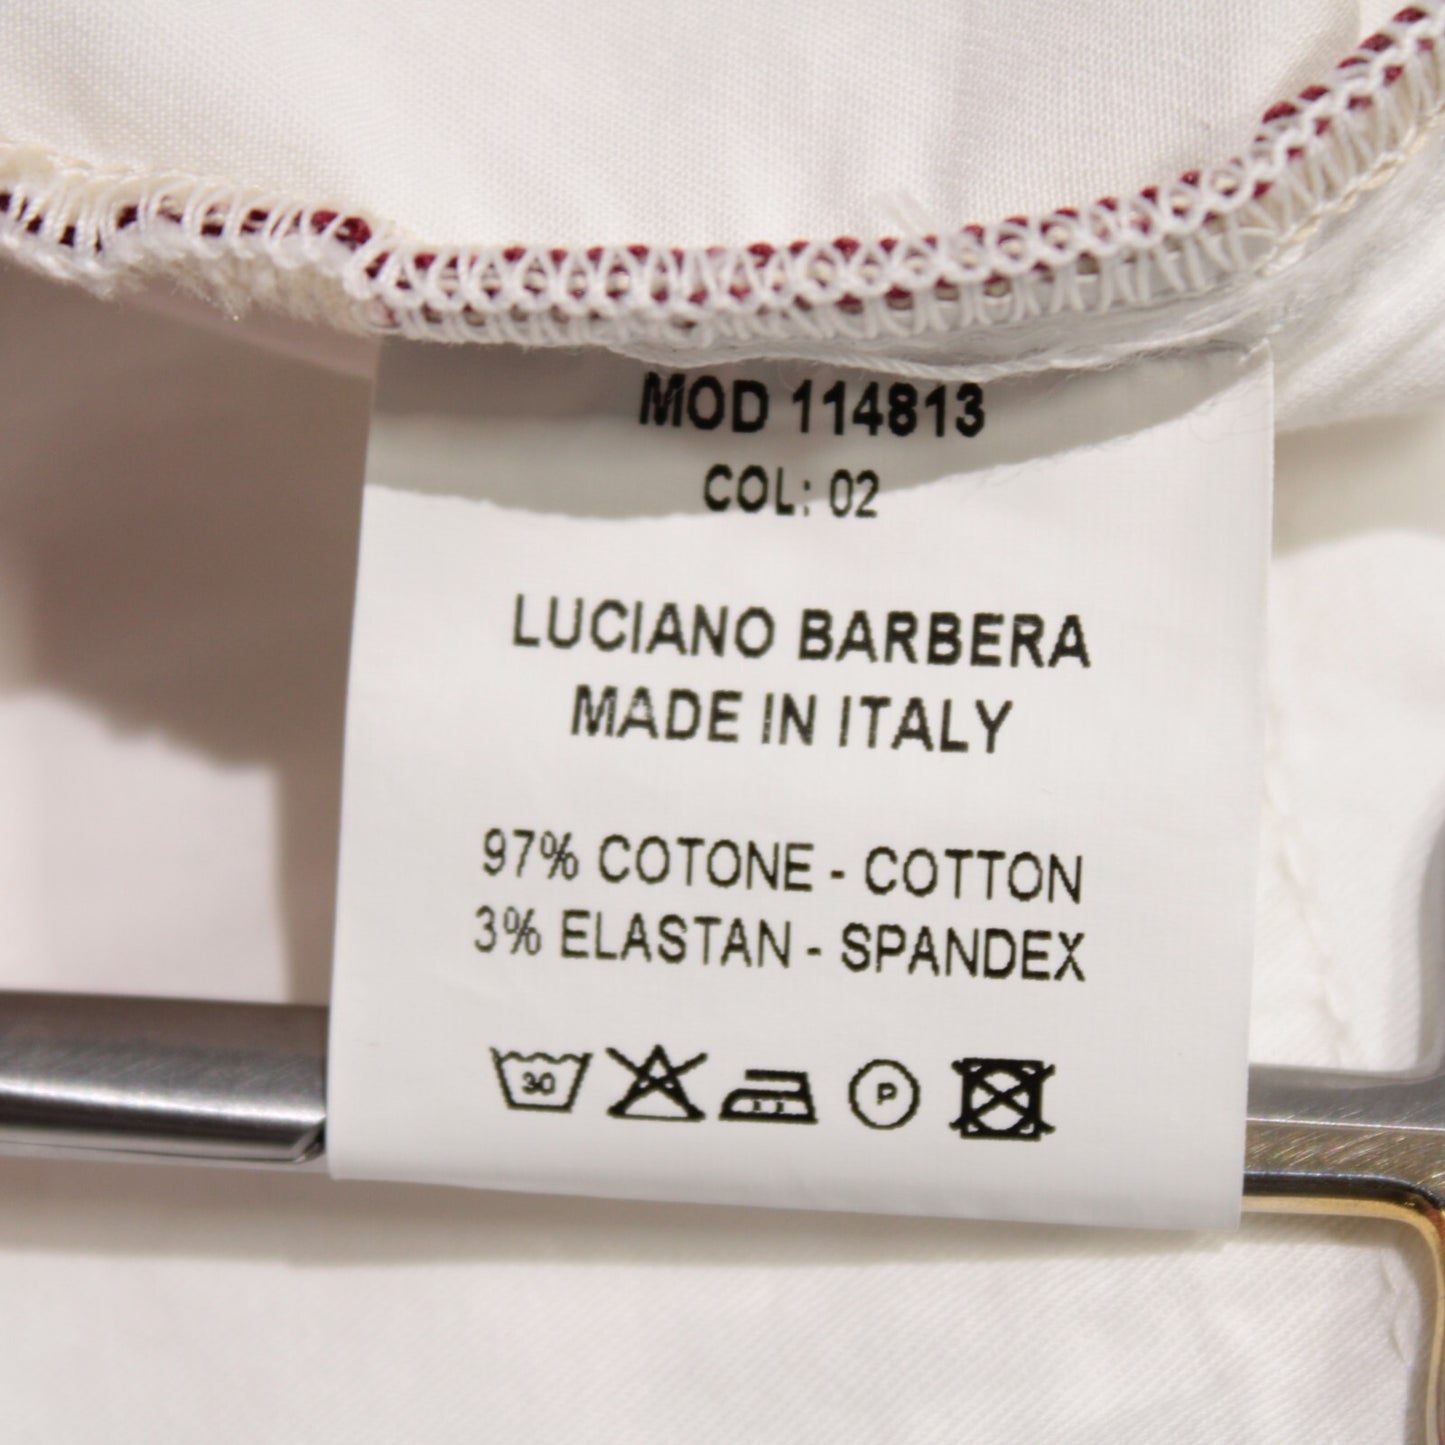 MOD 114813
COL: 02
LUCIANO BARBERA
MADE IN ITALY
97% COTONE - COTTON
3% ELASTAN - SPANDEX
30 P